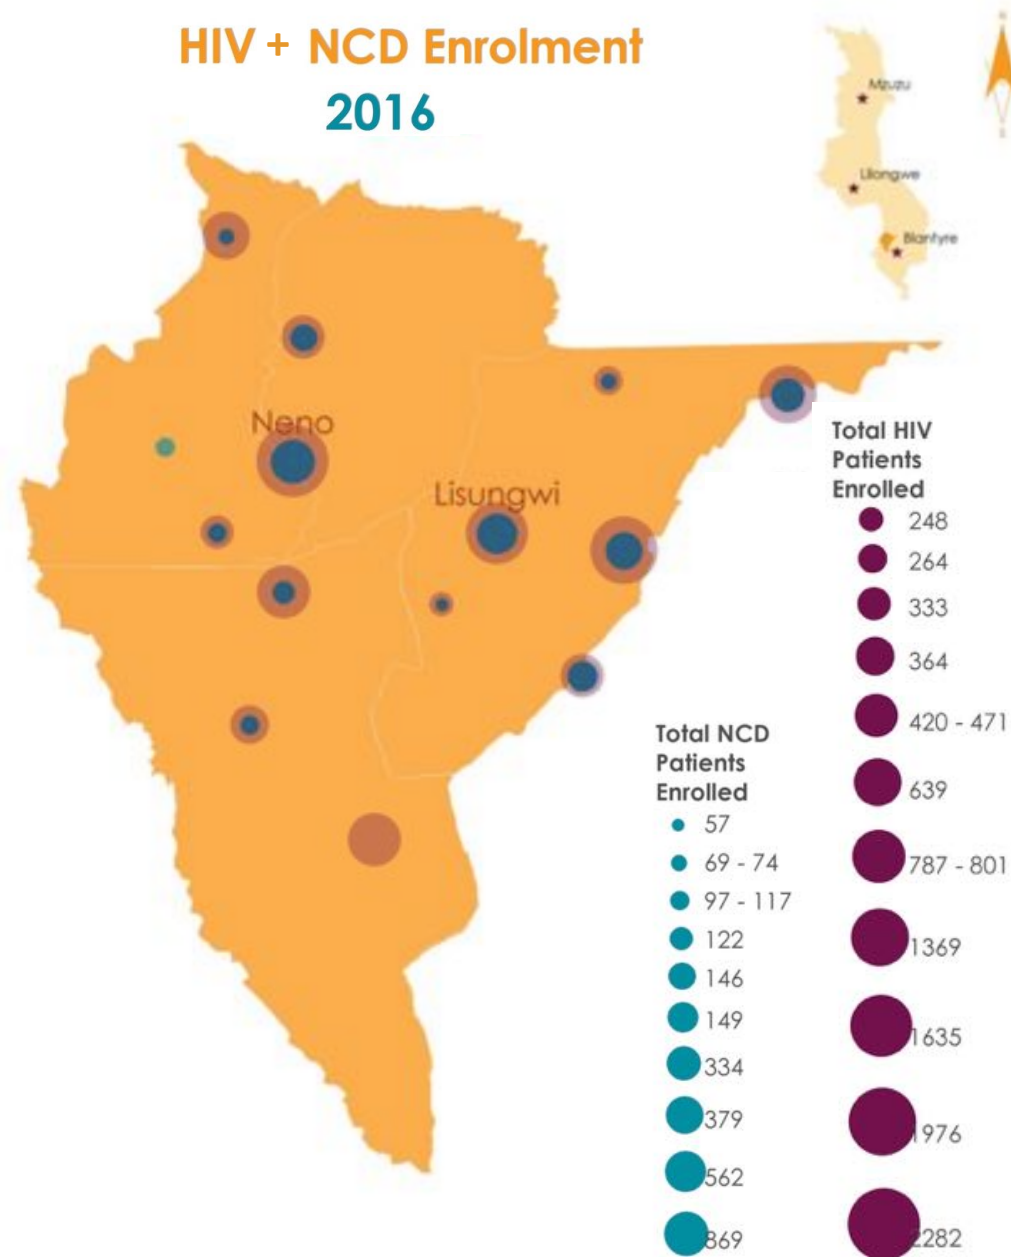 HIV + NCD Enrolment
2016
Mzuzu
Lilongwe
Blantyre
Neno
Lisungwi
Total HIV
Patients
Enrolled
248
264
333
364
420 - 471
639
787 - 801
1369
1635
1976
2282
Total NCD
Patients
Enrolled
57
69 - 74
97 - 117
122
146
149
334
379
562
869